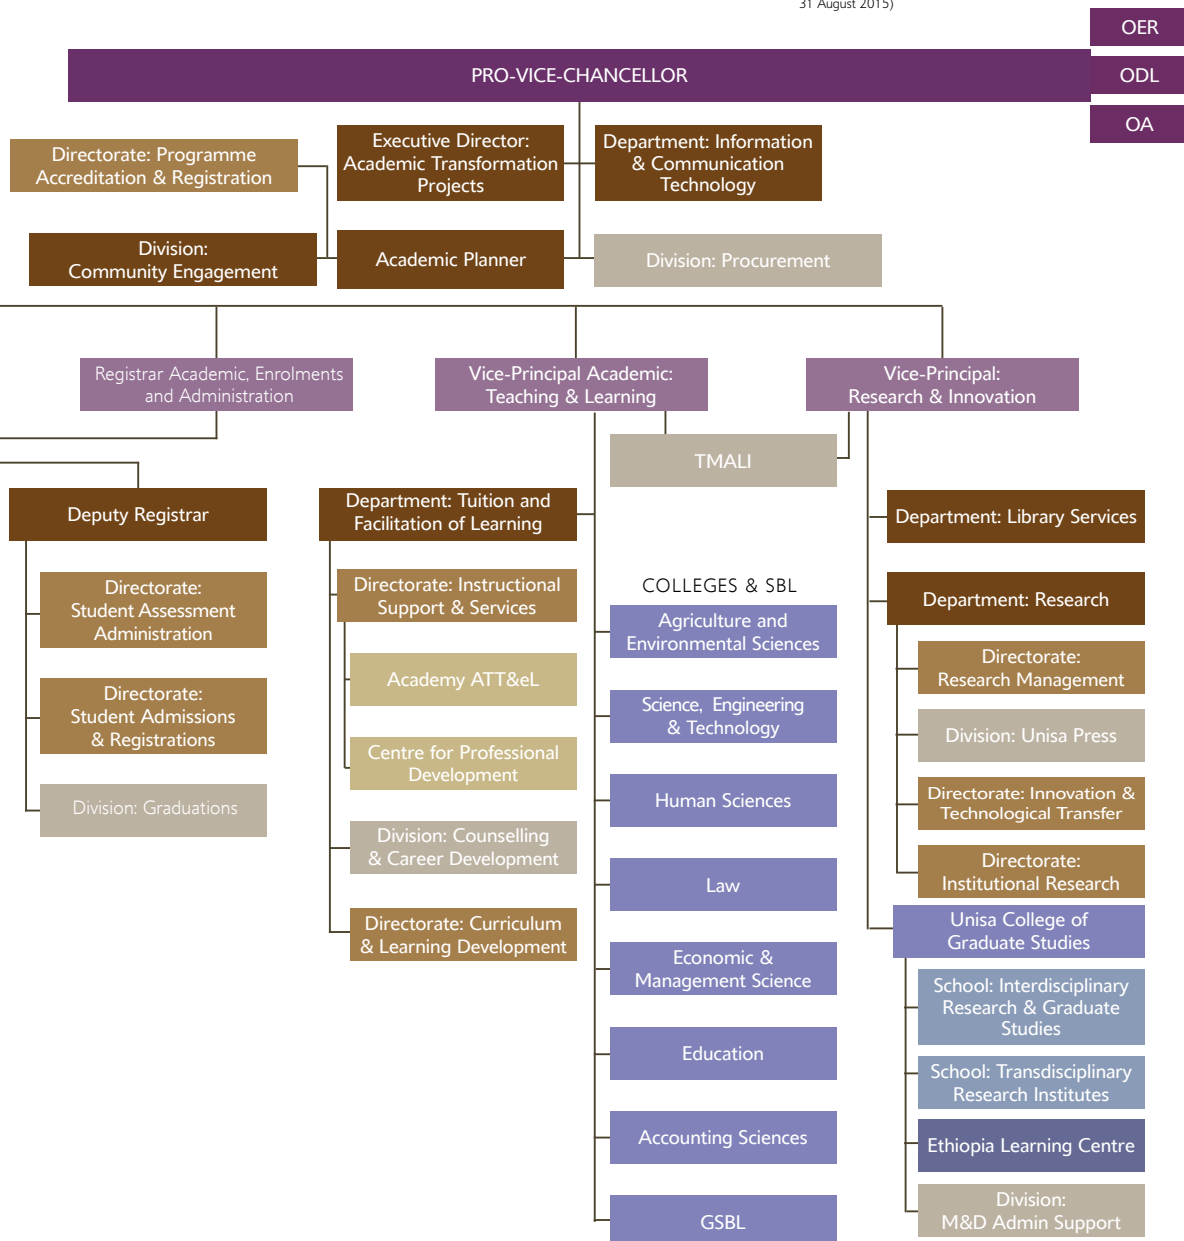 31 August 2015)
OER
PRO-VICE-CHANCELLOR
ODL
OA
Directorate: Programme
Accreditation & Registration
Executive Director:
Academic Transformation
Projects
Department: Information
& Communication
Technology
Division:
Community Engagement
Academic Planner
Division: Procurement
Registrar Academic, Enrolments
and Administration
Vice-Principal Academic:
Teaching & Learning
Vice-Principal:
Research & Innovation
TMALI
Deputy Registrar
Directorate:
Student Assessment
Administration
Directorate:
Student Admissions
& Registrations
Division: Graduations
Department: Tuition and
Facilitation of Learning
Directorate: Instructional
Support & Services
Academy ATT&eL
Centre for Professional
Development
Division: Counselling
& Career Development
Directorate: Curriculum
& Learning Development
COLLEGES & SBL
Agriculture and
Environmental Sciences
Science, Engineering
& Technology
Human Sciences
Law
Economic &
Management Science
Education
Accounting Sciences
GSBL
Department: Library Services
Department: Research
Directorate:
Research Management
Division: Unisa Press
Directorate: Innovation &
Technological Transfer
Directorate:
Institutional Research
Unisa College of
Graduate Studies
School: Interdisciplinary
Research & Graduate
Studies
School: Transdisciplinary
Research Institutes
Ethiopia Learning Centre
Division:
M&D Admin Support